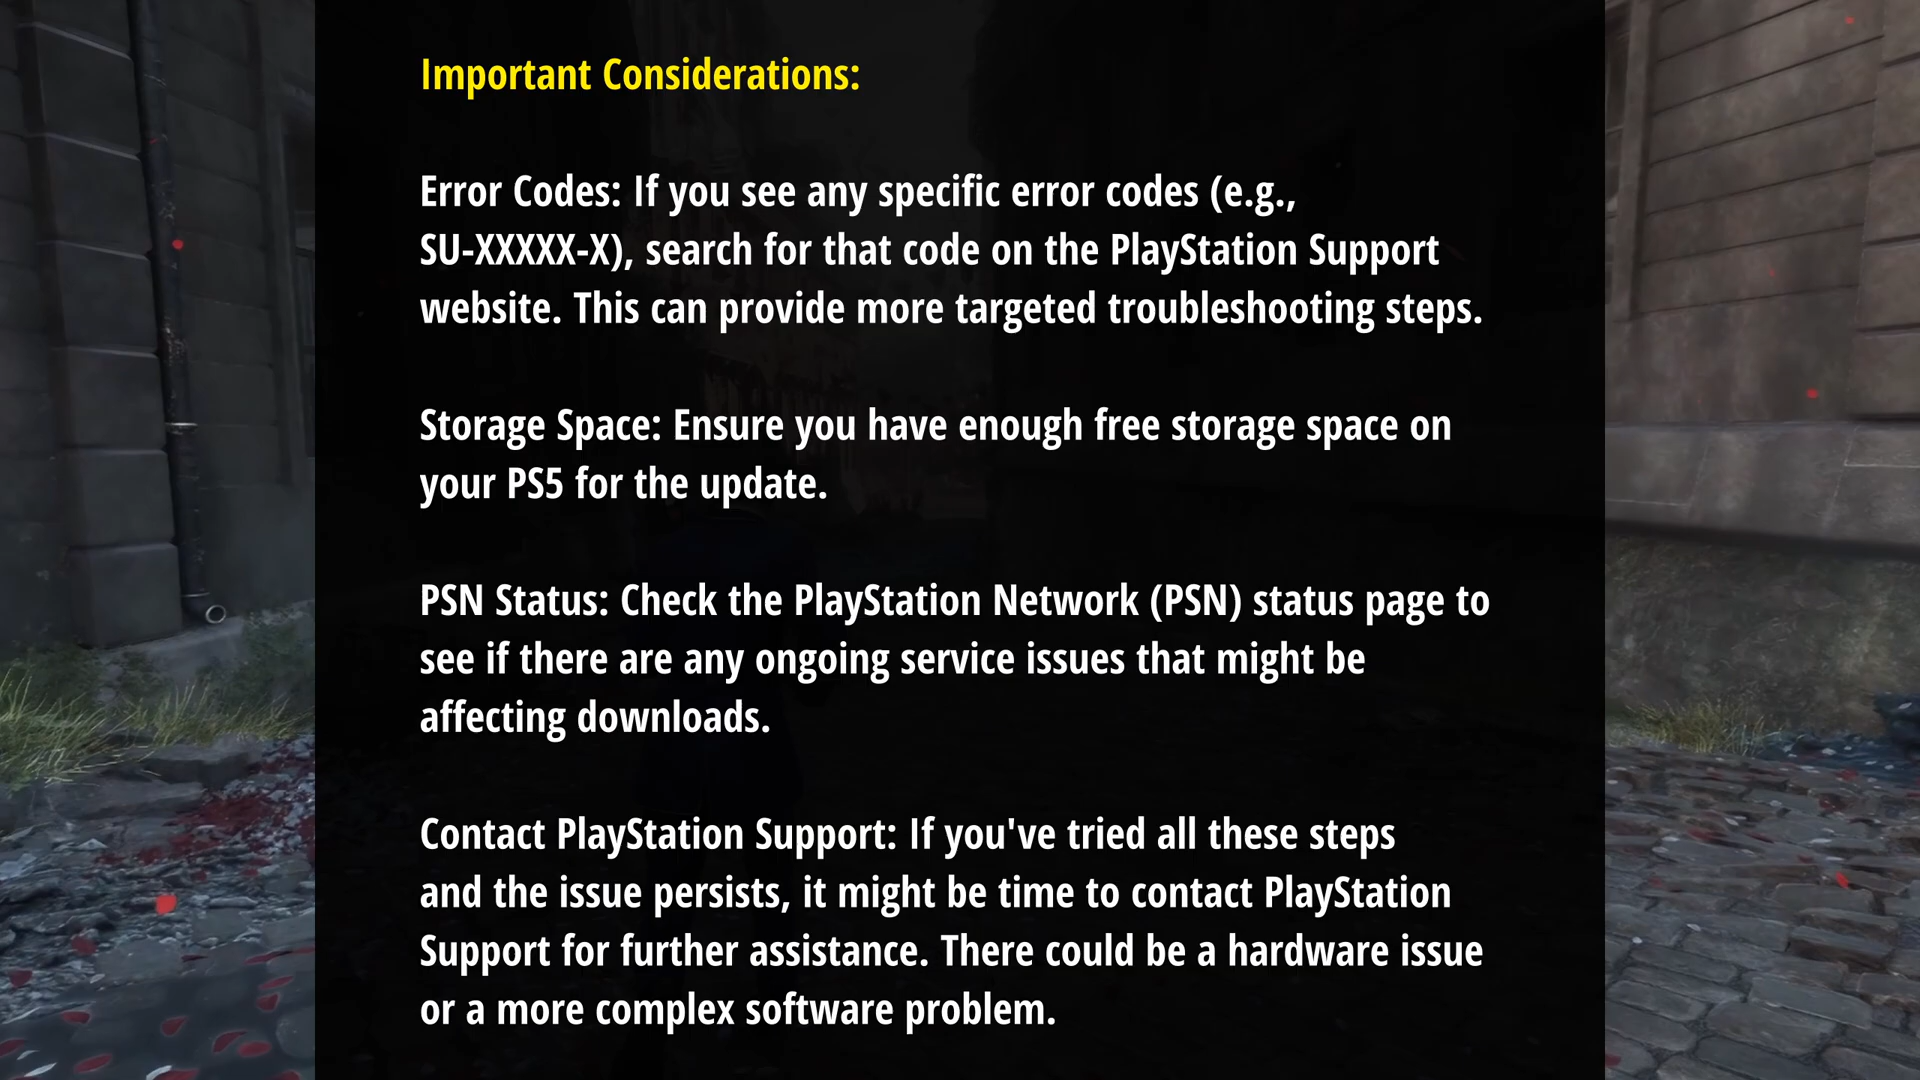 Important Considerations:
Error Codes: If you see any specific error codes (e.g.,
SU-XXXXX-X), search for that code on the PlayStation Support
website. This can provide more targeted troubleshooting steps.
Storage Space: Ensure you have enough free storage space on
your PS5 for the update.
PSN Status: Check the PlayStation Network (PSN) status page to
see if there are any ongoing service issues that might be
affecting downloads.
Contact PlayStation Support: If you've tried all these steps
and the issue persists, it might be time to contact PlayStation
Support for further assistance. There could be a hardware issue
or a more complex software problem.